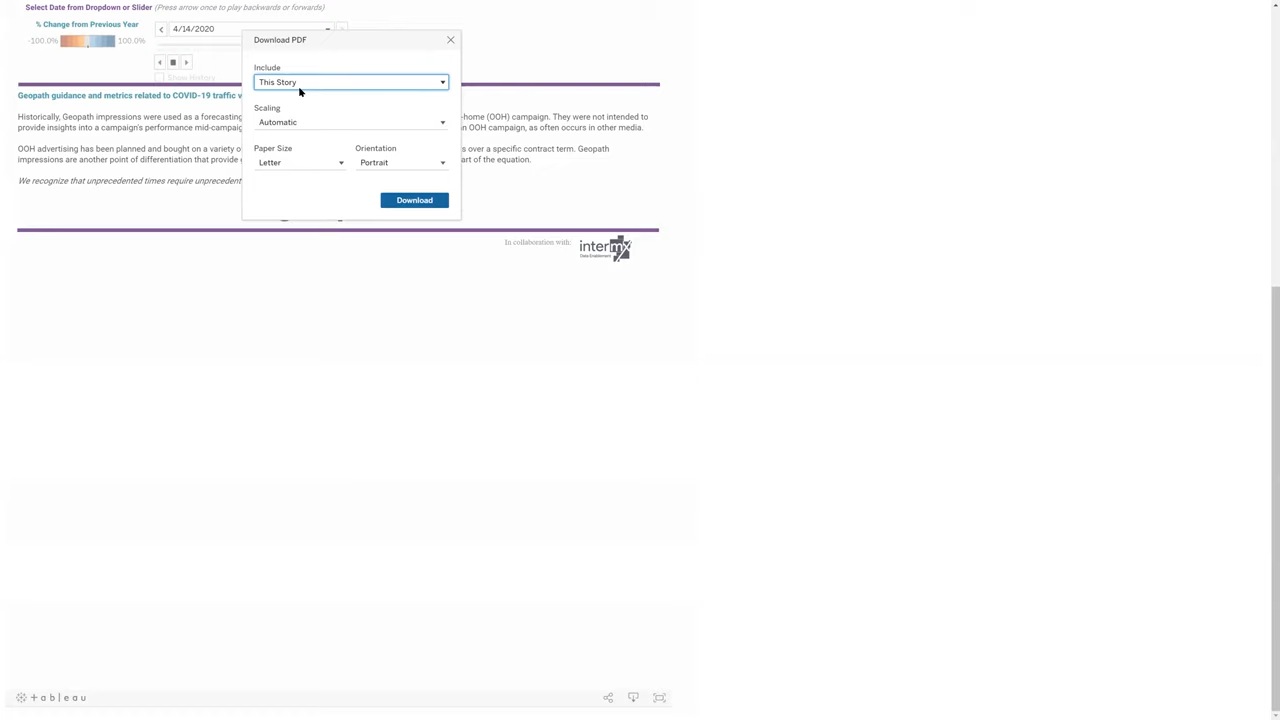 Select Date from Dropdown or Slider (Press arrow once to play backwards or forwards)
% Change from Previous Year
-100.0% 100.0%
4/14/2020
Show History
Download PDF
Include
This Story
Scaling
Automatic
Paper Size
Orientation
Letter
Portrait
Download
Geopath guidance and metrics related to COVID-19 traffic
Historically, Geopath impressions were used as a forecasting -home (OOH) campaign. They were not intended to
provide insights into a campaign's performance mid-campaig n OOH campaign, as often occurs in other media.
OOH advertising has been planned and bought on a variety o s over a specific contract term. Geopath
impressions are another point of differentiation that provide art of the equation.
We recognize that unprecedented times require unprecedent
In collaboration with:
intermx
Data Enablement
+ a b l e a u